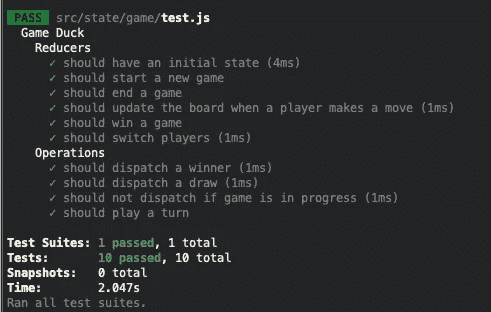 PASS src/state/game/test.js
Game Duck
Reducers
✓ should have an initial state (4ms)
✓ should start a new game
✓ should end a game
✓ should update the board when a player makes a move (1ms)
✓ should win a game
✓ should switch players (1ms)
Operations
✓ should dispatch a winner (1ms)
✓ should dispatch a draw (1ms)
✓ should not dispatch if game is in progress (1ms)
✓ should play a turn
Test Suites: 1 passed, 1 total
Tests: 10 passed, 10 total
Snapshots: 0 total
Time: 2.047s
Ran all test suites.